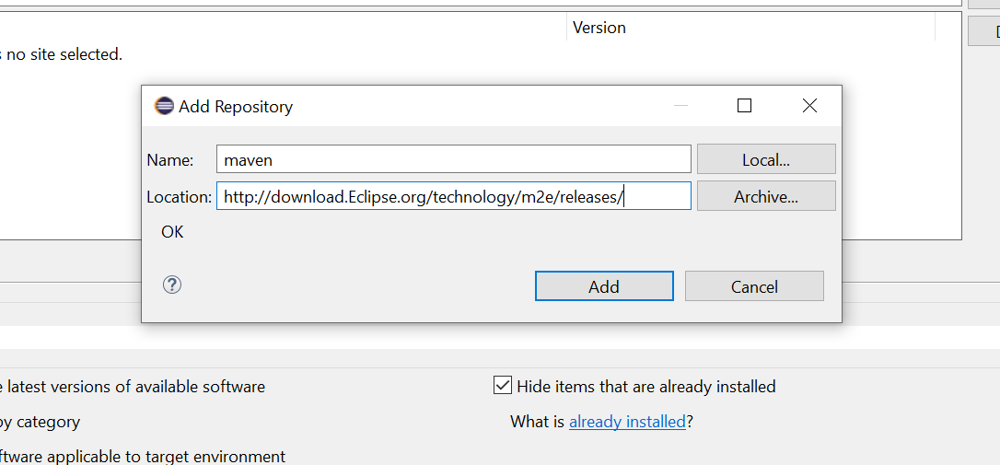 Version
no site selected.
Add Repository
Name:
maven
Local...
Location:
http://download.Eclipse.org/technology/m2e/releases/
Archive...
OK
?
Add
Cancel
latest versions of available software
Hide items that are already installed
by category
What is already installed?
applicable to target environment